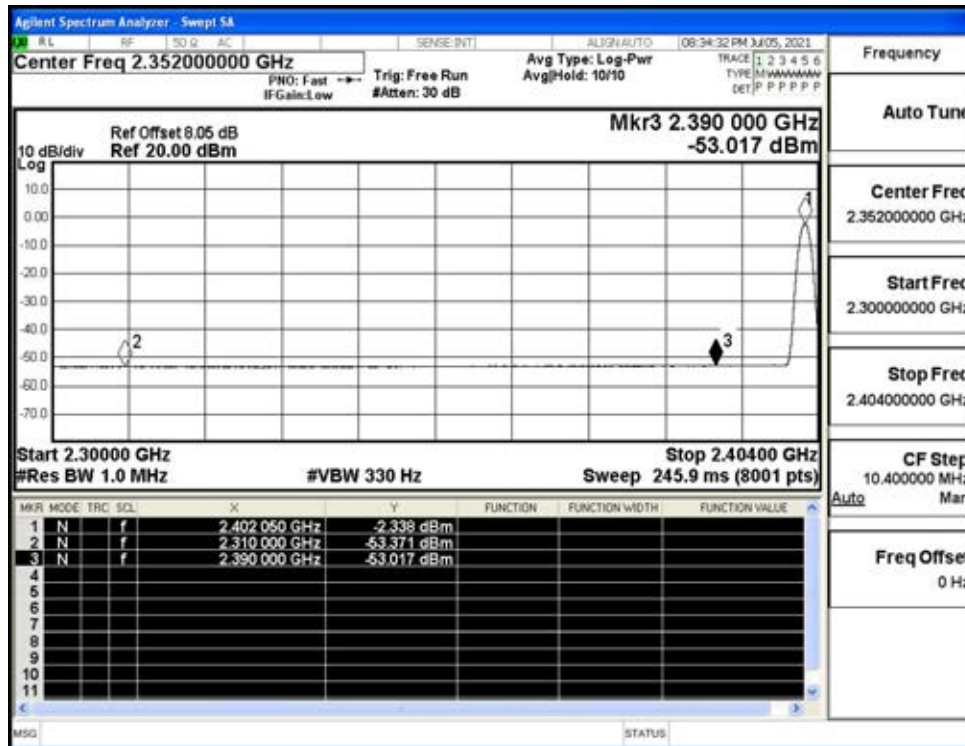 Agilent Spectrum Analyzer - Swept SA
RL RF 50 Ω AC SENSE:INT ALIGNAUTO 08:34:32 PM Jul 05, 2021
Center Freq 2.352000000 GHz
PNO: Fast
IFGain:Low
Trig: Free Run
#Atten: 30 dB
Avg Type: Log-Pwr
Avg|Hold: 10/10
TRACE 1 2 3 4 5 6
TYPE M
DET P P P P P P
Ref Offset 8.05 dB
10 dB/div Ref 20.00 dBm
Log
Mkr3 2.390 000 GHz
-53.017 dBm
10.0
0.00
-10.0
-20.0
-30.0
-40.0
-50.0
-60.0
-70.0
1
2
3
Start 2.30000 GHz Stop 2.40400 GHz
#Res BW 1.0 MHz #VBW 330 Hz Sweep 245.9 ms (8001 pts)
MKR MODE TRC SCL X Y FUNCTION FUNCTION WIDTH FUNCTION VALUE
1 N f 2.402 050 GHz -2.338 dBm
2 N f 2.310 000 GHz -53.371 dBm
3 N f 2.390 000 GHz -53.017 dBm
4
5
6
7
8
9
10
11
MSG STATUS
Frequency
Auto Tune
Center Freq
2.352000000 GHz
Start Freq
2.300000000 GHz
Stop Freq
2.404000000 GHz
CF Step
10.400000 MHz
Auto Man
Freq Offset
0 Hz